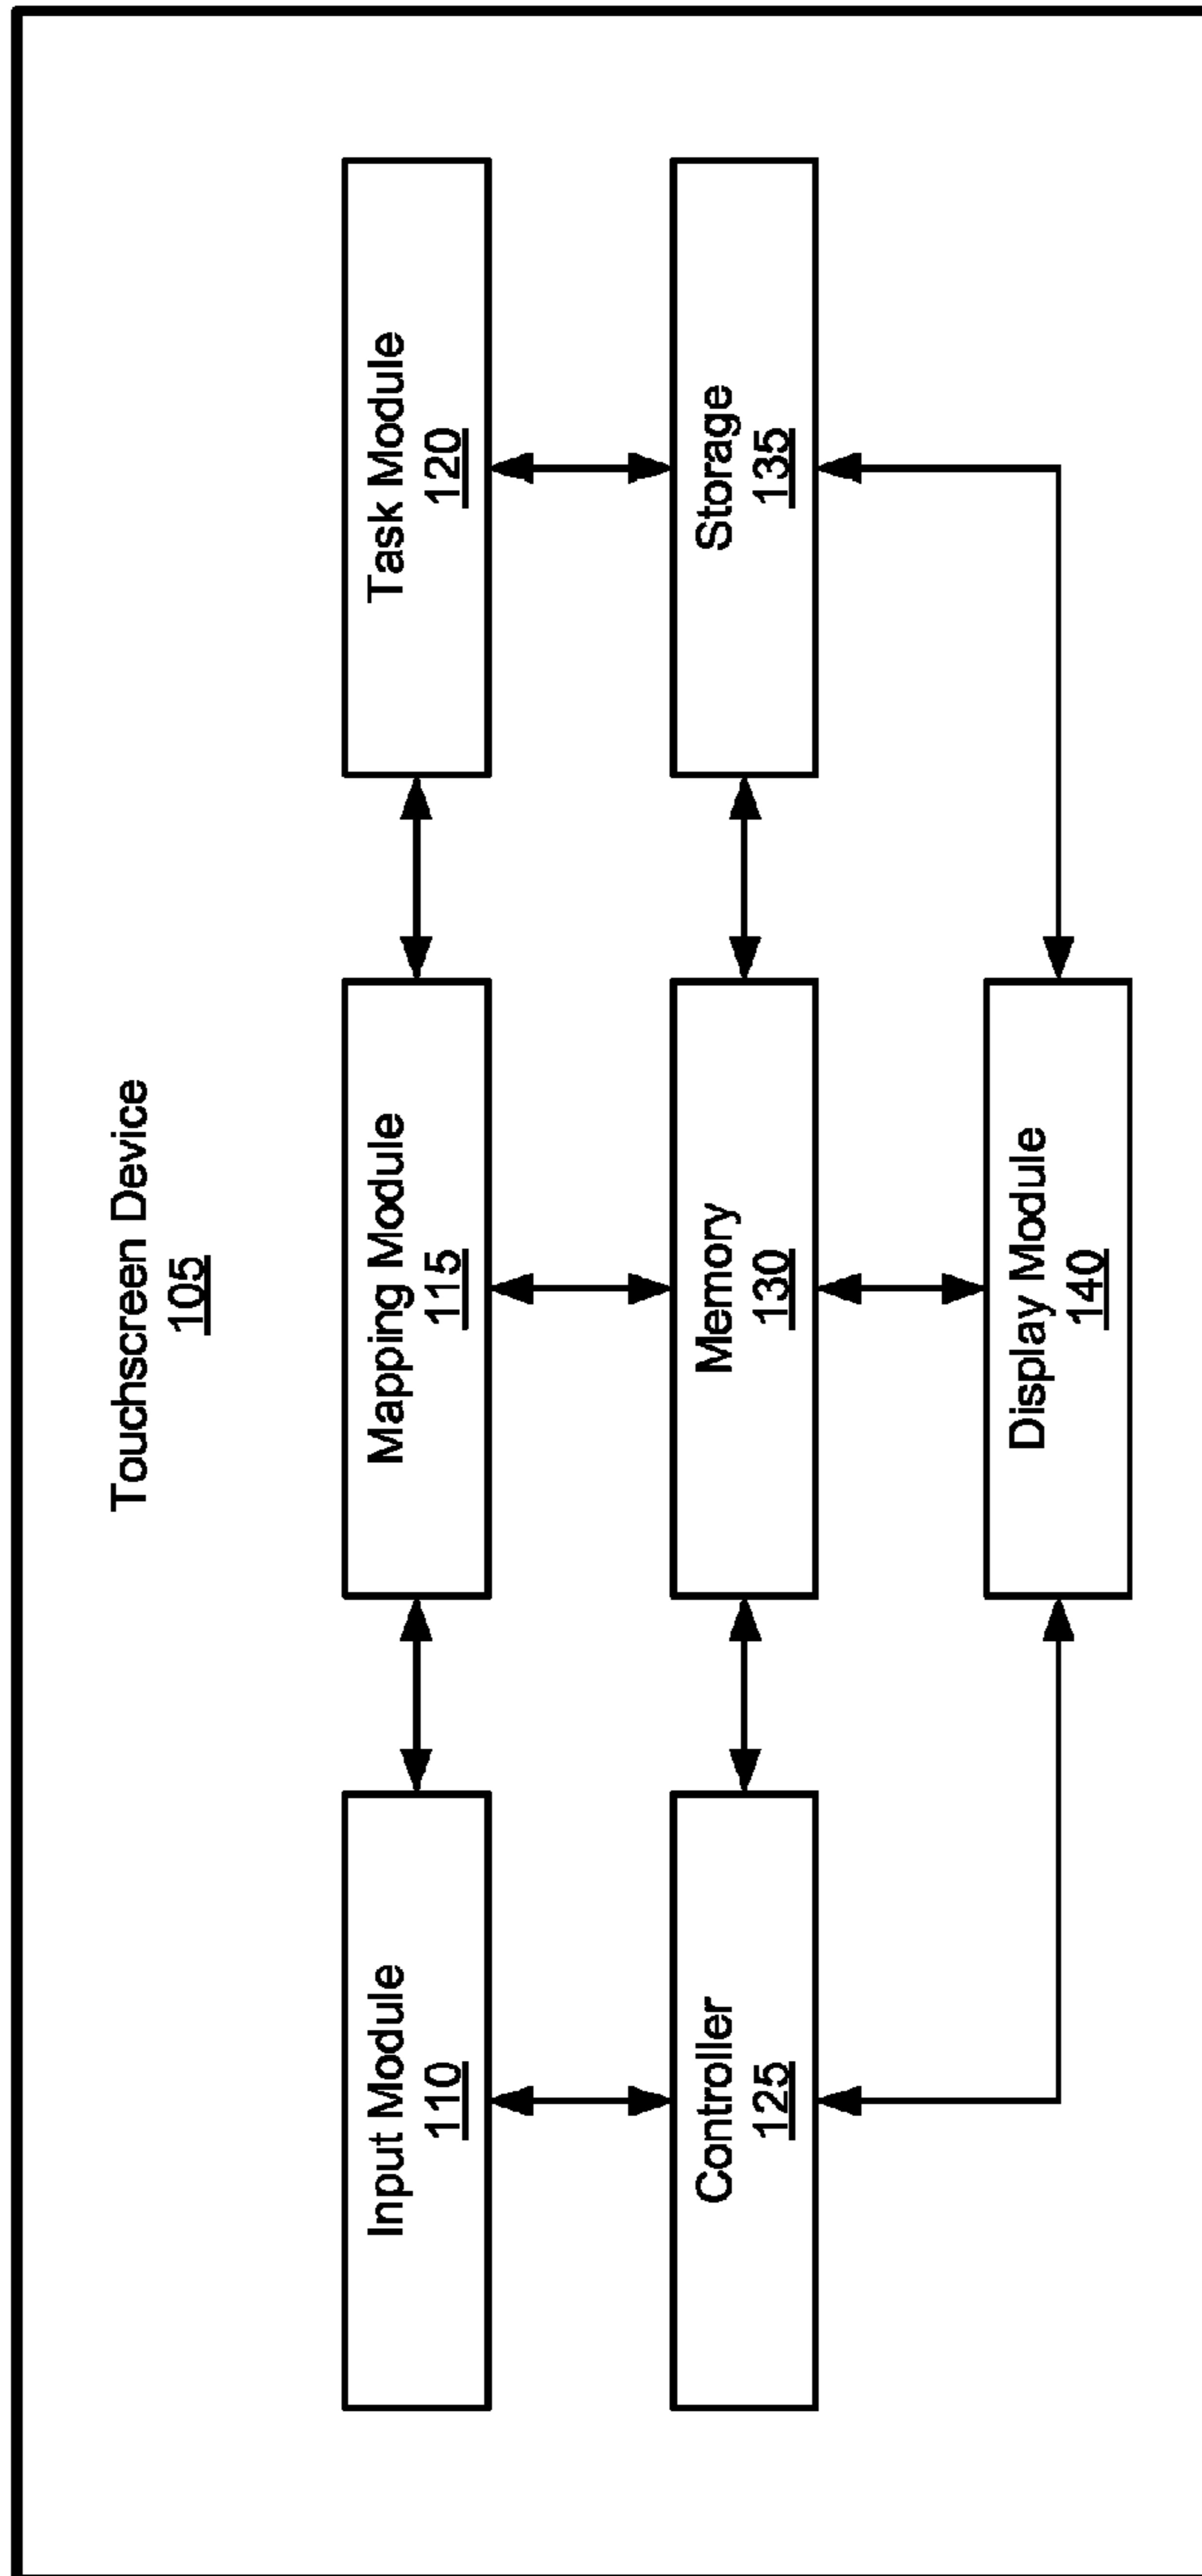 Touchscreen Device
105
Input Module
110
Mapping Module
115
Task Module
120
Controller
125
Memory
130
Storage
135
Display Module
140